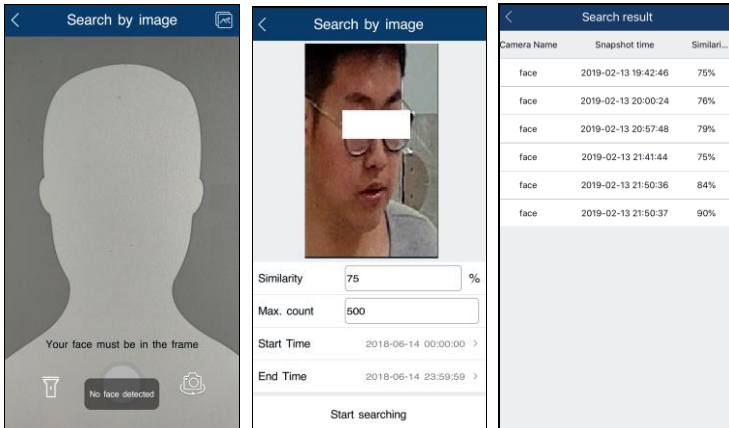 Search by image
Your face must be in the frame
No face detected
Search by image
Similarity 75 %
Max. count 500
Start Time 2018-06-14 00:00:00 >
End Time 2018-06-14 23:59:59 >
Start searching
Search result
Camera Name Snapshot time Similari...
face 2019-02-13 19:42:46 75%
face 2019-02-13 20:00:24 76%
face 2019-02-13 20:57:48 79%
face 2019-02-13 21:41:44 75%
face 2019-02-13 21:50:36 84%
face 2019-02-13 21:50:37 90%